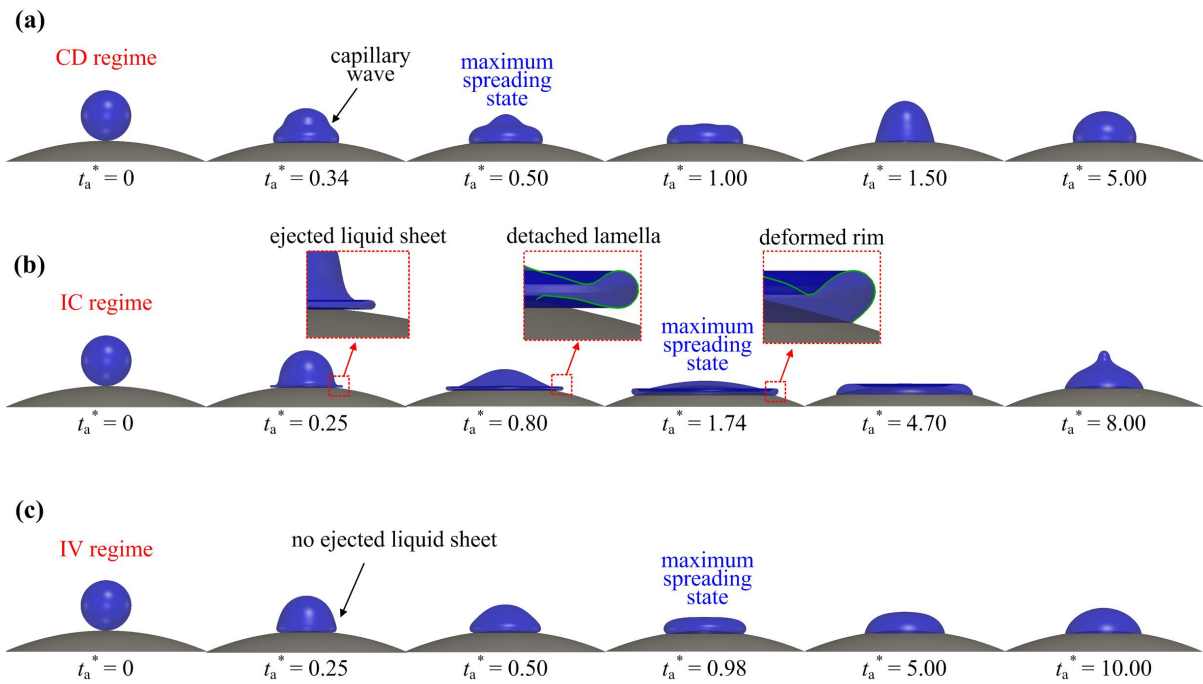 (a)
CD regime
capillary
wave
maximum
spreading
state
t_a^* = 0
t_a^* = 0.34
t_a^* = 0.50
t_a^* = 1.00
t_a^* = 1.50
t_a^* = 5.00
(b)
IC regime
ejected liquid sheet
detached lamella
deformed rim
maximum
spreading
state
t_a^* = 0
t_a^* = 0.25
t_a^* = 0.80
t_a^* = 1.74
t_a^* = 4.70
t_a^* = 8.00
(c)
IV regime
no ejected liquid sheet
maximum
spreading
state
t_a^* = 0
t_a^* = 0.25
t_a^* = 0.50
t_a^* = 0.98
t_a^* = 5.00
t_a^* = 10.00